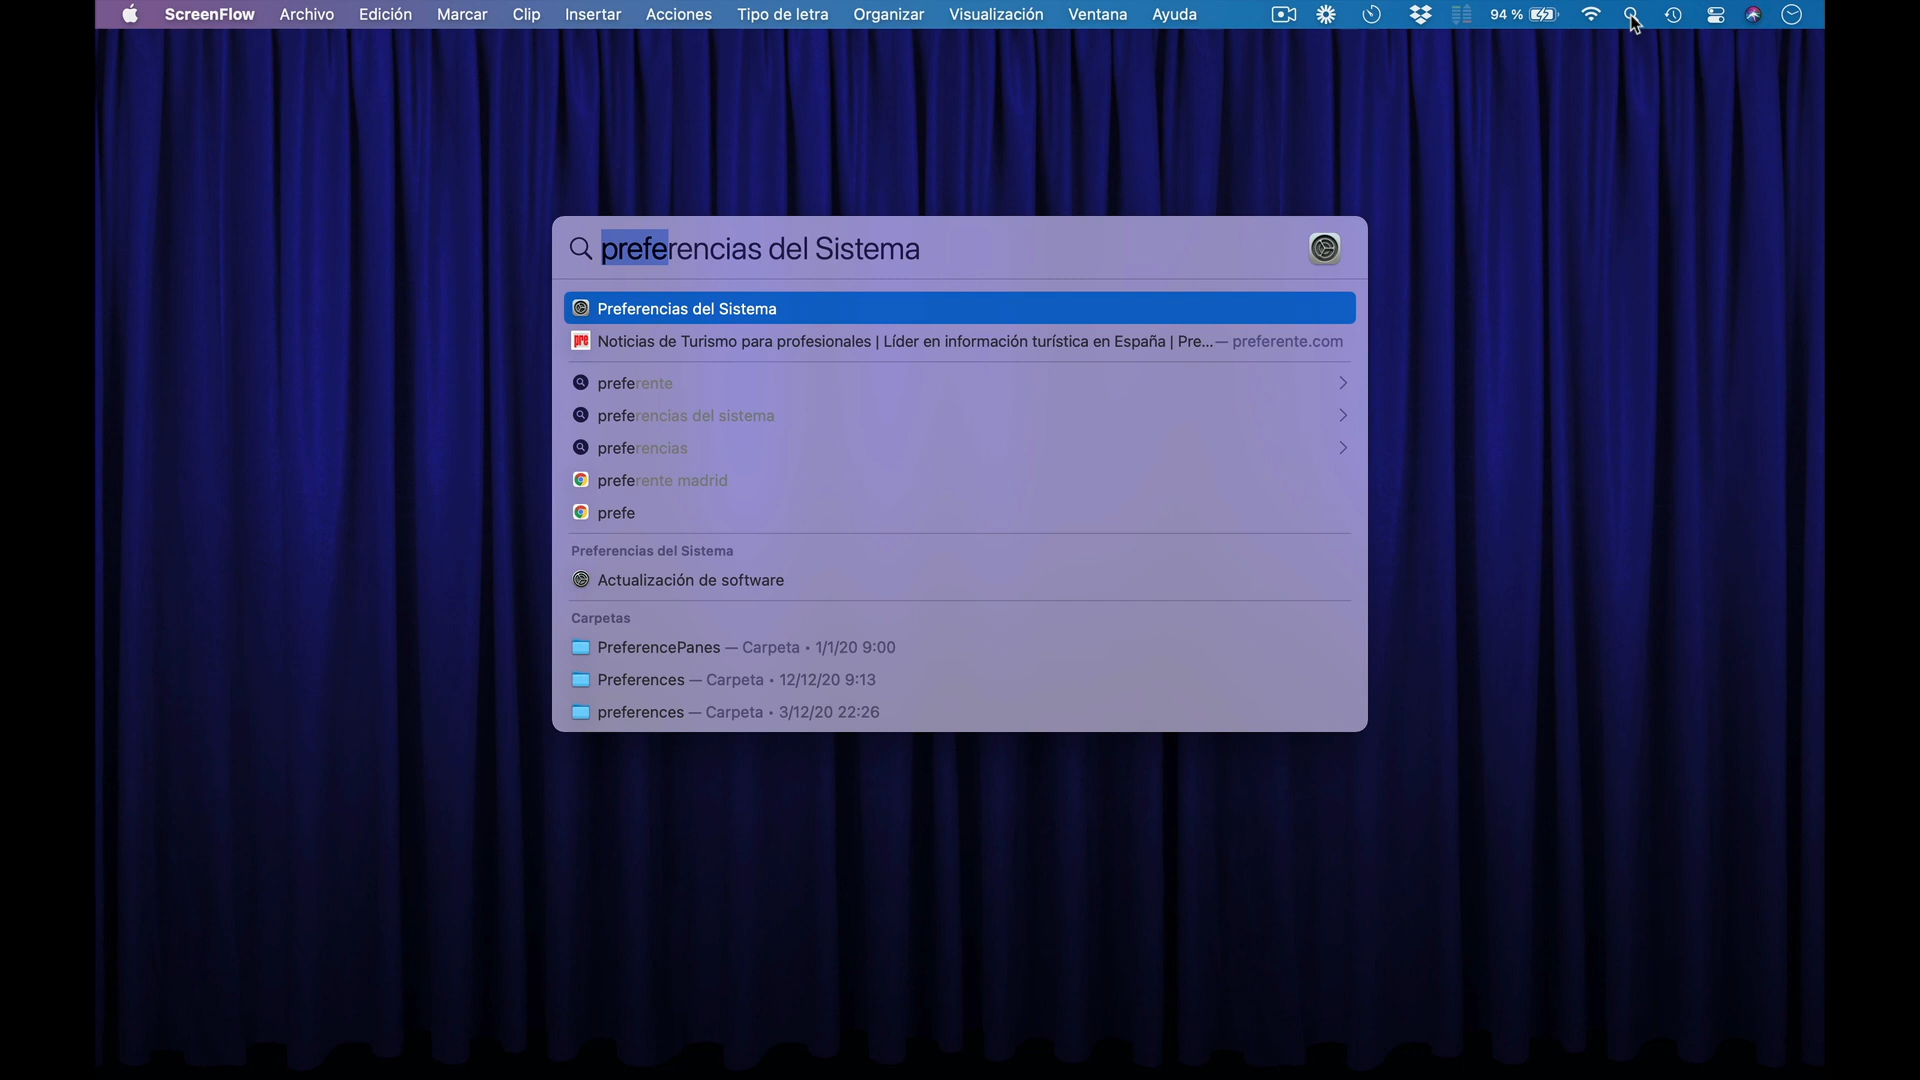 ScreenFlow Archivo Edición Marcar Clip Insertar Acciones Tipo de letra Organizar Visualización Ventana Ayuda 94 %
preferencias del Sistema
Preferencias del Sistema
pre Noticias de Turismo para profesionales | Líder en información turística en España | Pre... — preferente.com
preferente
preferencias del sistema
preferencias
preferente madrid
prefe
Preferencias del Sistema
Actualización de software
Carpetas
PreferencePanes — Carpeta • 1/1/20 9:00
Preferences — Carpeta • 12/12/20 9:13
preferences — Carpeta • 3/12/20 22:26